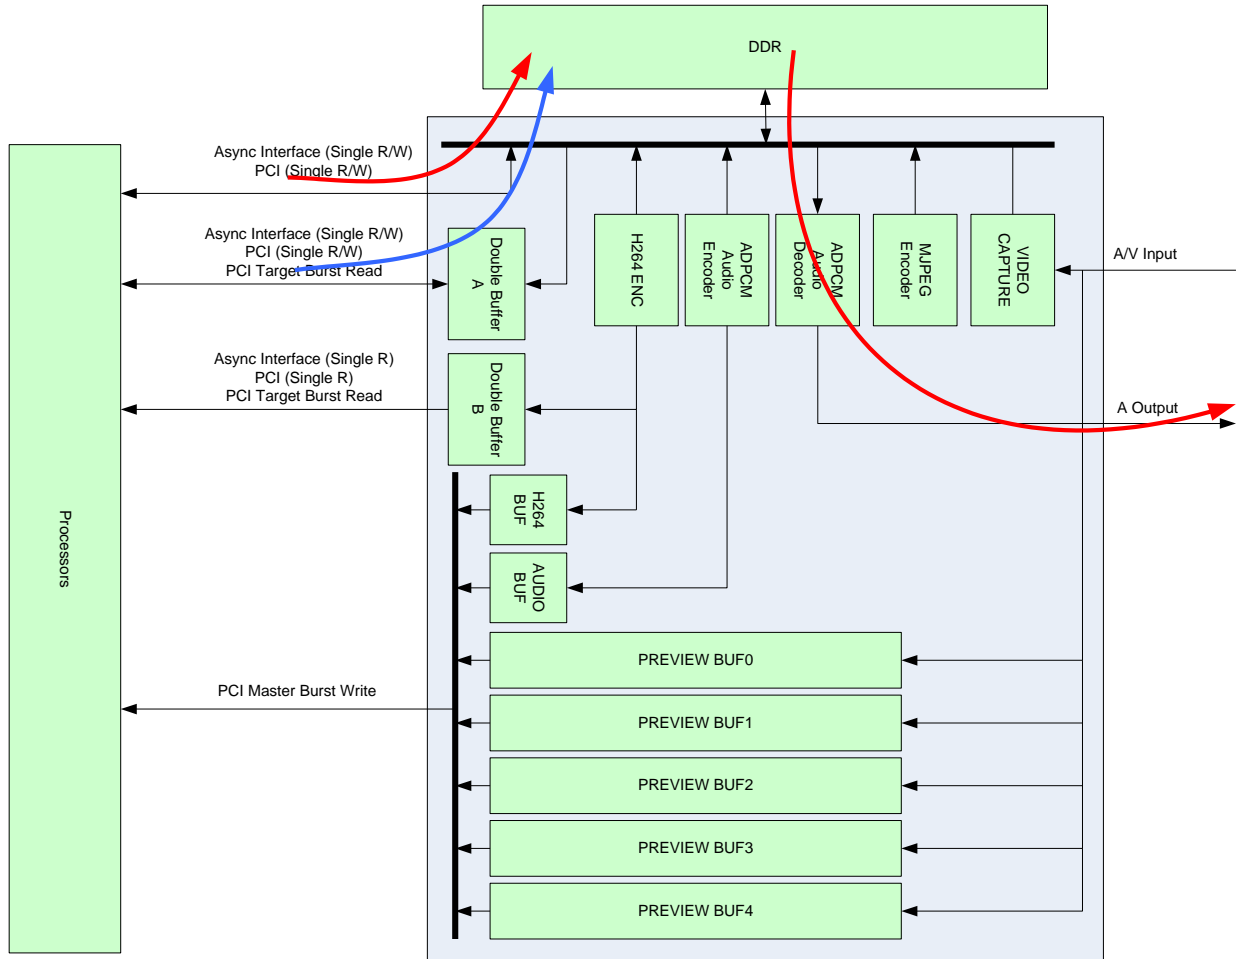 DDR
Async Interface (Single R/W)
PCI (Single R/W)
Async Interface (Single R/W)
PCI (Single R/W)
PCI Target Burst Read
Double Buffer
A
H264 ENC
ADPCM
Audio
Encoder
ADPCM
Audio
Decoder
MJPEG
Encoder
VIDEO
CAPTURE
A/V Input
Async Interface (Single R)
PCI (Single R)
PCI Target Burst Read
Double Buffer
B
A Output
H264
BUF
AUDIO
BUF
Processors
PREVIEW BUF0
PCI Master Burst Write
PREVIEW BUF1
PREVIEW BUF2
PREVIEW BUF3
PREVIEW BUF4